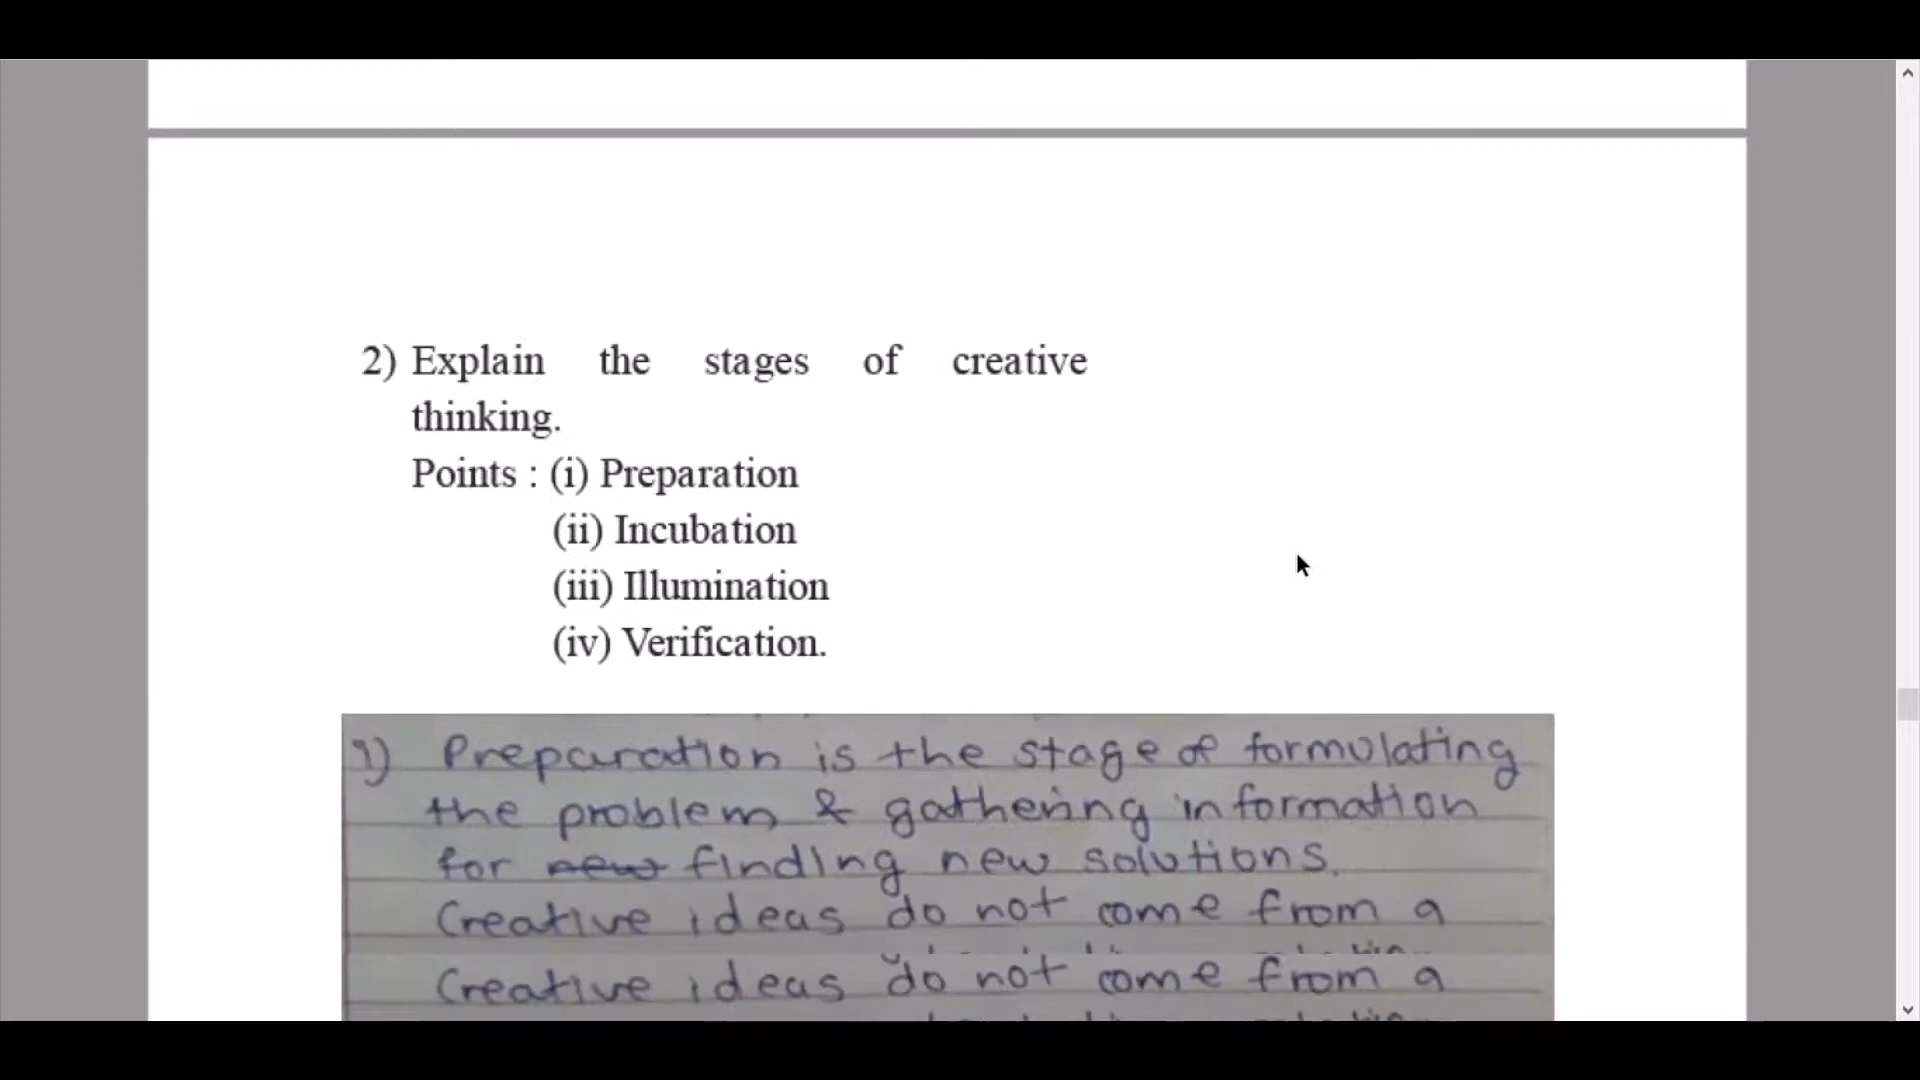 2) Explain the stages of creative
thinking.
Points : (i) Preparation
(ii) Incubation
(iii) Illumination
(iv) Verification.
1) Preparation is the stage of formulating
the problem & gathering information
for new finding new solutions.
Creative ideas do not come from a
Creative ideas do not come from a